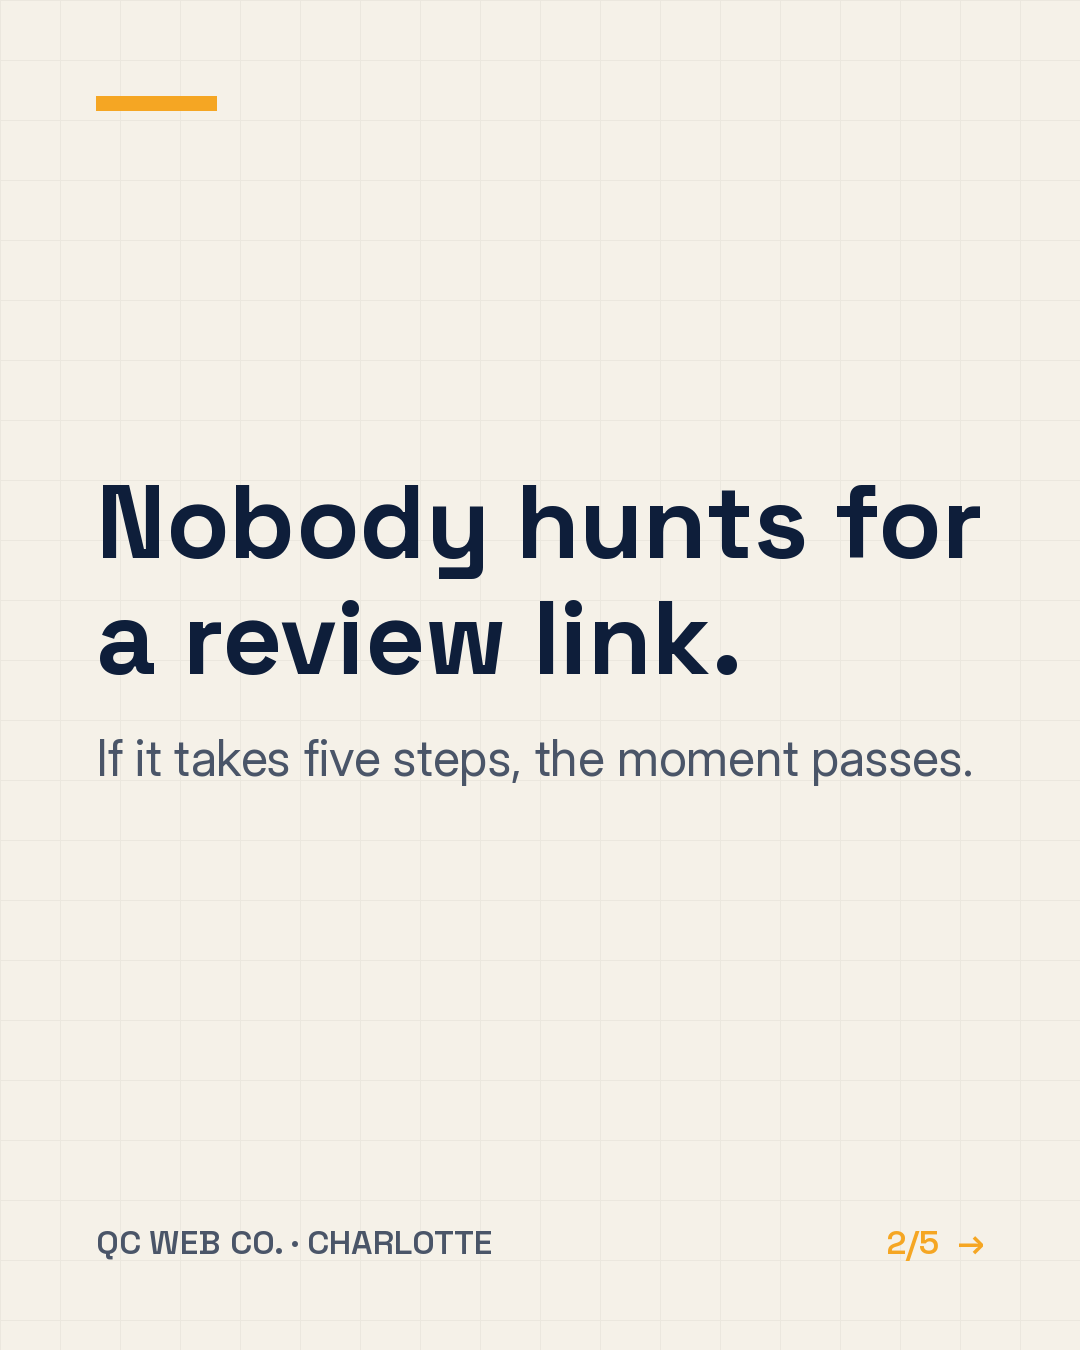 Nobody hunts for
a review link.
If it takes five steps, the moment passes.
QC WEB CO. · CHARLOTTE
2/5 →